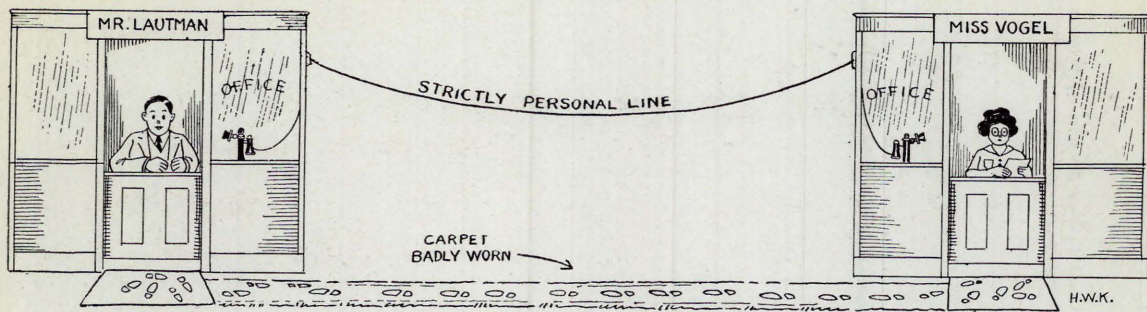 MR. LAUTMAN
MISS VOGEL
OFFICE
STRICTLY PERSONAL LINE
OFFICE
CARPET
BADLY WORN
H.W.K.